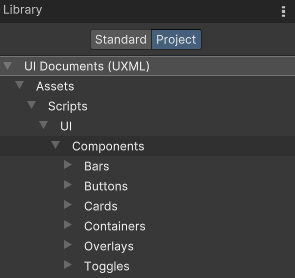 Library
Standard Project
UI Documents (UXML)
Assets
Scripts
UI
Components
Bars
Buttons
Cards
Containers
Overlays
Toggles